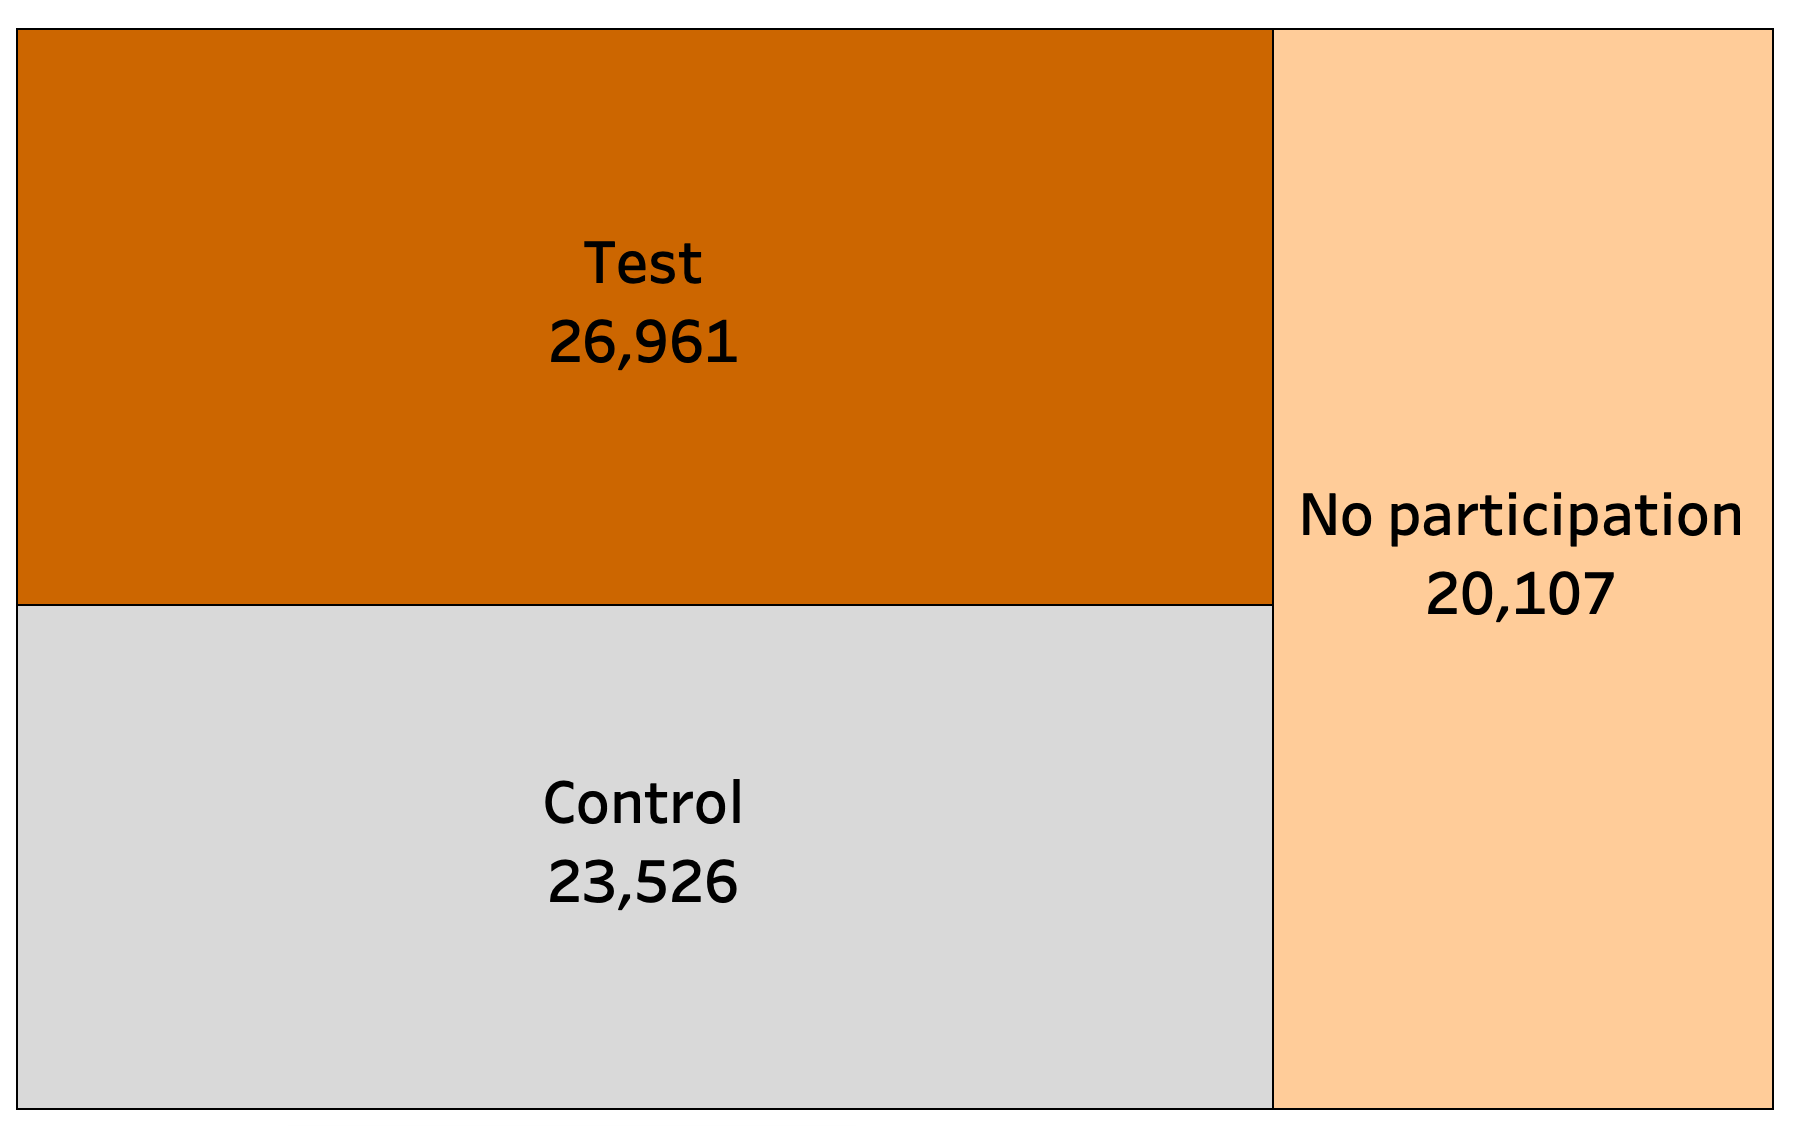 Test
26,961
No participation
20,107
Control
23,526